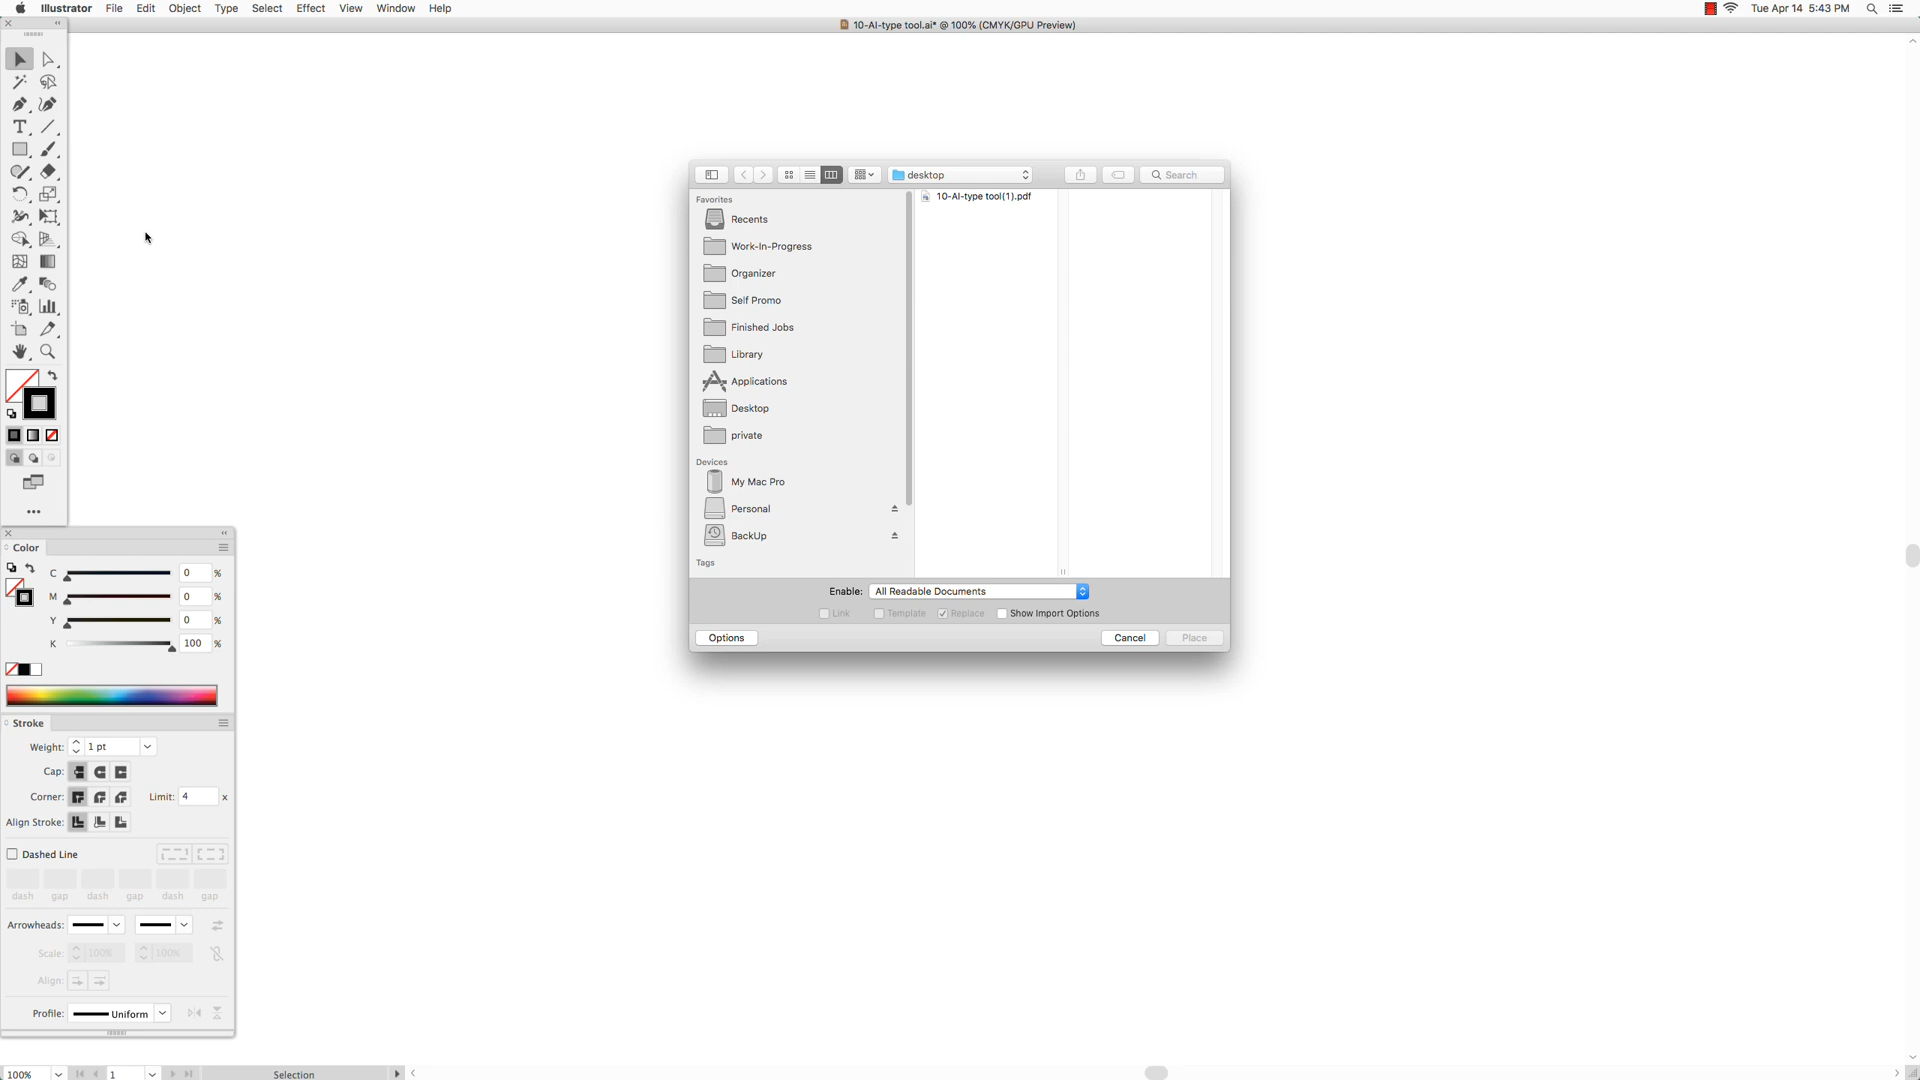 Illustrator File Edit Object Type Select Effect View Window Help
Tue Apr 14 5:43 PM
10-AI-type tool.ai* @ 100% (CMYK/GPU Preview)
desktop
Search
Favorites
10-AI-type tool(1).pdf
Recents
Work-In-Progress
Organizer
Self Promo
Finished Jobs
Library
Applications
Desktop
private
Devices
My Mac Pro
Personal
BackUp
Tags
Enable: All Readable Documents
Link Template Replace Show Import Options
Options Cancel Place
Color
C 0 %
M 0 %
Y 0 %
K 100 %
Stroke
Weight: 1 pt
Cap:
Corner: Limit: 4 x
Align Stroke:
Dashed Line
dash gap dash gap dash gap
Arrowheads:
Scale: 100% 100%
Align:
Profile: Uniform
100% 1 Selection